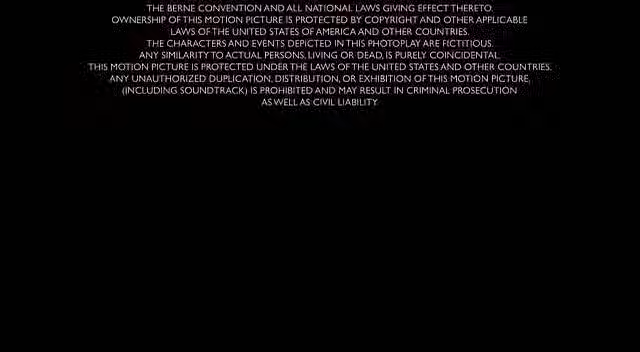 THE BERNE CONVENTION AND ALL NATIONAL LAWS GIVING EFFECT THERETO.
OWNERSHIP OF THIS MOTION PICTURE IS PROTECTED BY COPYRIGHT AND OTHER APPLICABLE
LAWS OF THE UNITED STATES OF AMERICA AND OTHER COUNTRIES.
THE CHARACTERS AND EVENTS DEPICTED IN THIS PHOTOPLAY ARE FICTITIOUS.
ANY SIMILARITY TO ACTUAL PERSONS, LIVING OR DEAD, IS PURELY COINCIDENTAL.
THIS MOTION PICTURE IS PROTECTED UNDER THE LAWS OF THE UNITED STATES AND OTHER COUNTRIES.
ANY UNAUTHORIZED DUPLICATION, DISTRIBUTION, OR EXHIBITION OF THIS MOTION PICTURE,
(INCLUDING SOUNDTRACK) IS PROHIBITED AND MAY RESULT IN CRIMINAL PROSECUTION
AS WELL AS CIVIL LIABILITY.